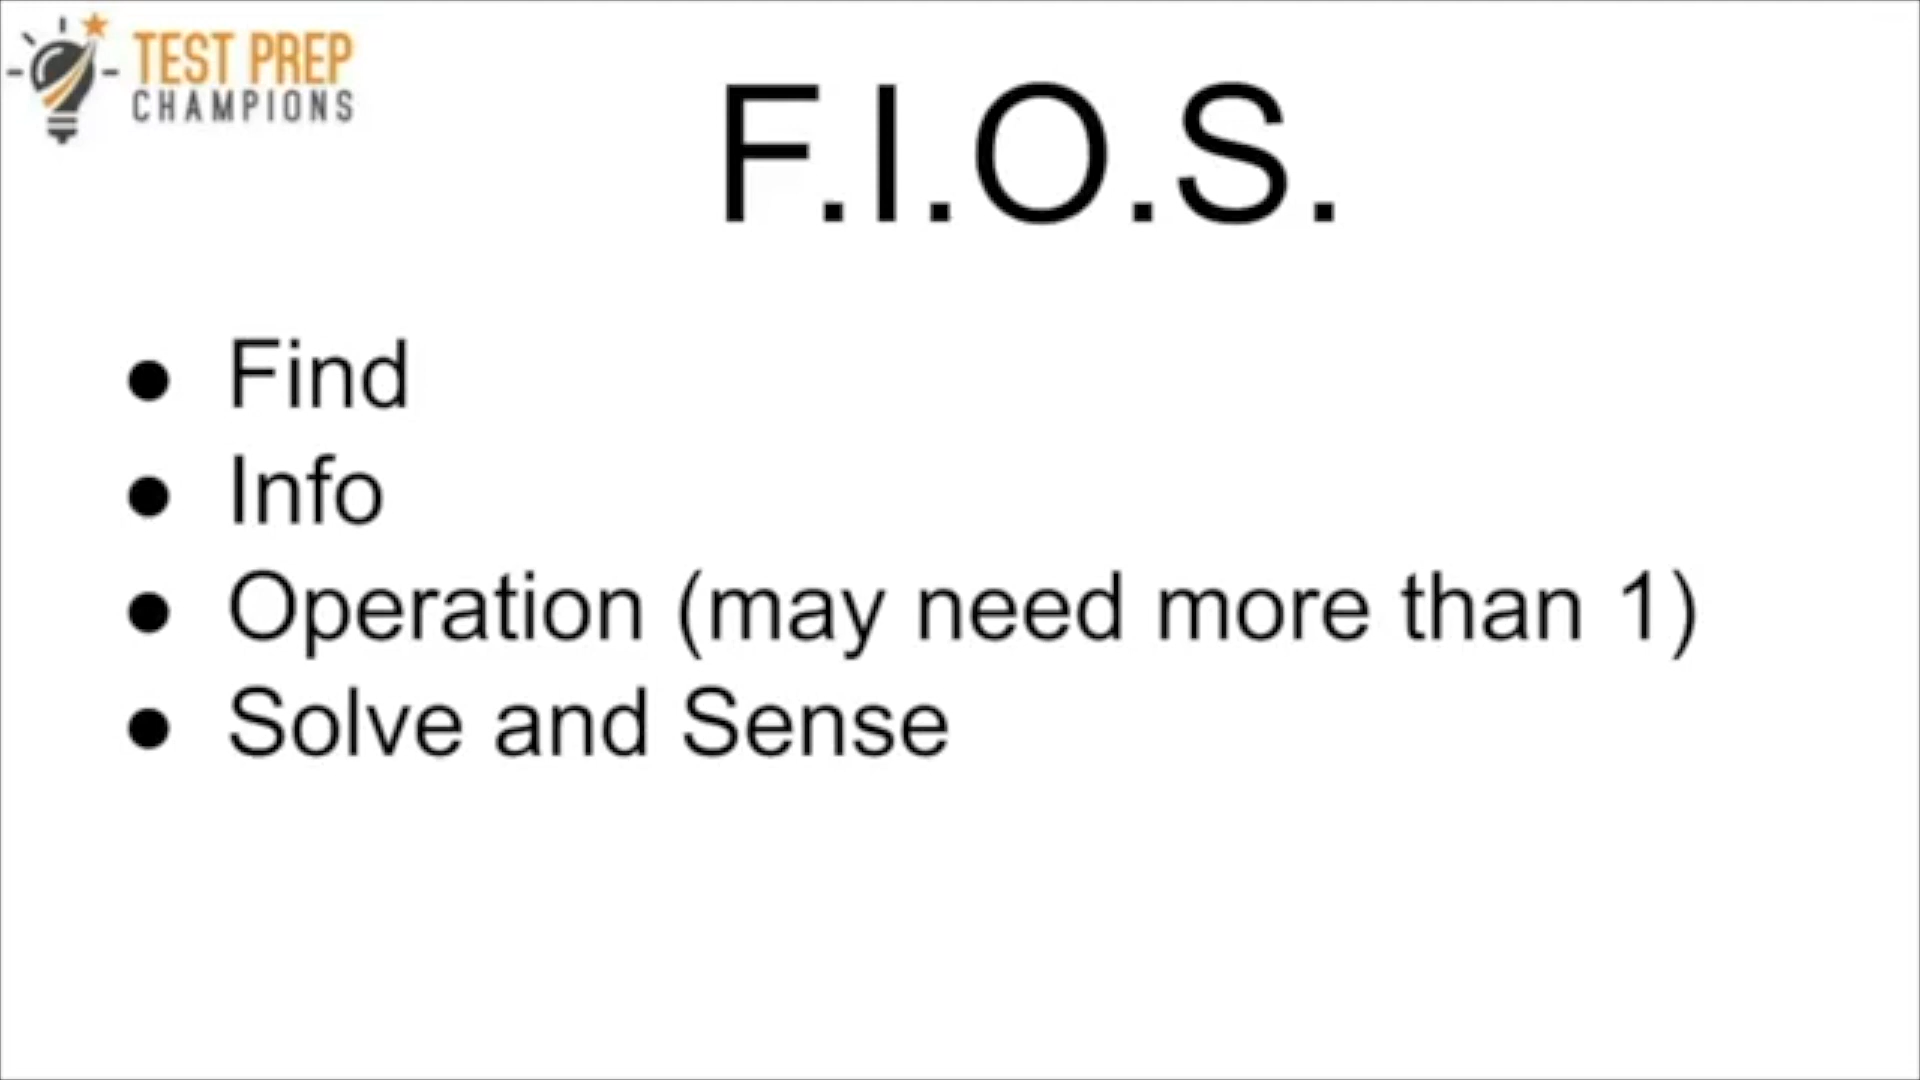 TEST PREP
CHAMPIONS
F.I.O.S.
● Find
● Info
● Operation (may need more than 1)
● Solve and Sense